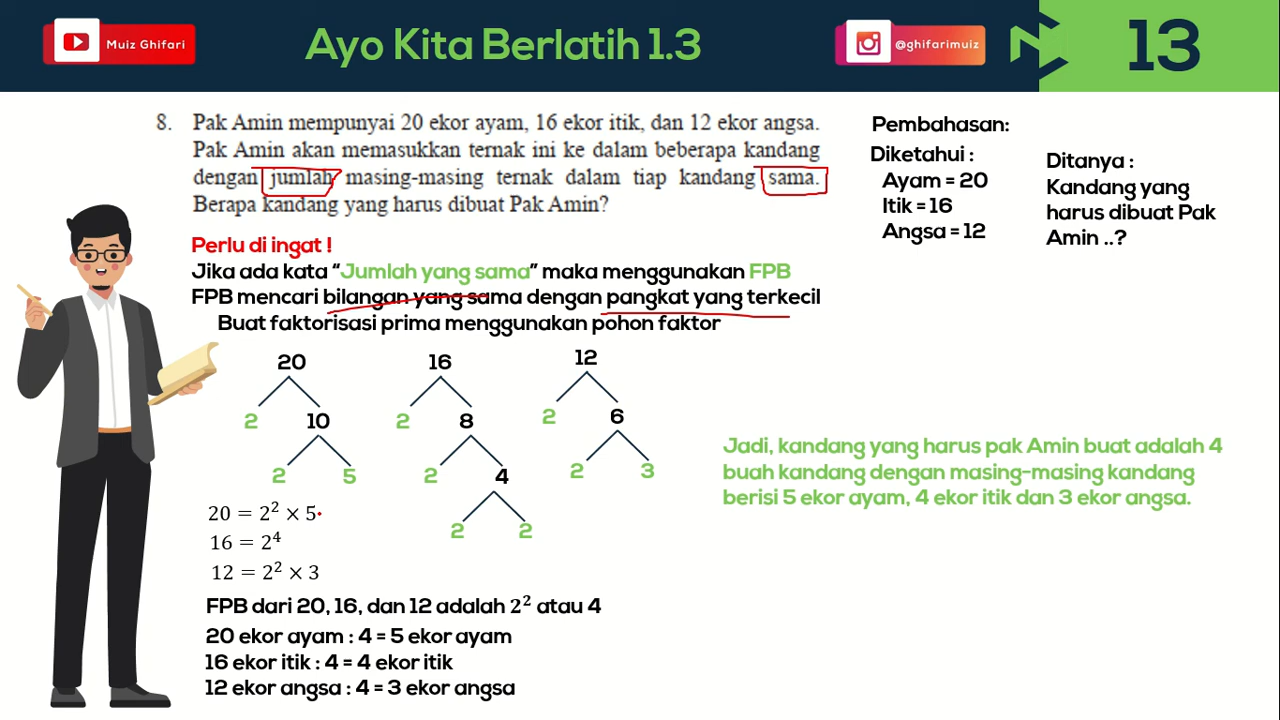 Muiz Ghifari
Ayo Kita Berlatih 1.3
@ghifarimuiz
13
8. Pak Amin mempunyai 20 ekor ayam, 16 ekor itik, dan 12 ekor angsa.
Pak Amin akan memasukkan ternak ini ke dalam beberapa kandang
dengan jumlah masing-masing ternak dalam tiap kandang sama.
Berapa kandang yang harus dibuat Pak Amin?
Pembahasan:
Diketahui :
Ayam = 20
Itik = 16
Angsa = 12
Ditanya :
Kandang yang
harus dibuat Pak
Amin ..?
Perlu di ingat !
Jika ada kata “Jumlah yang sama” maka menggunakan FPB
FPB mencari bilangan yang sama dengan pangkat yang terkecil
Buat faktorisasi prima menggunakan pohon faktor
20
2 10
2 5
16
2 8
2 4
2 2
12
2 6
2 3
20 = 2² × 5
16 = 2⁴
12 = 2² × 3
FPB dari 20, 16, dan 12 adalah 2² atau 4
20 ekor ayam : 4 = 5 ekor ayam
16 ekor itik : 4 = 4 ekor itik
12 ekor angsa : 4 = 3 ekor angsa
Jadi, kandang yang harus pak Amin buat adalah 4
buah kandang dengan masing-masing kandang
berisi 5 ekor ayam, 4 ekor itik dan 3 ekor angsa.